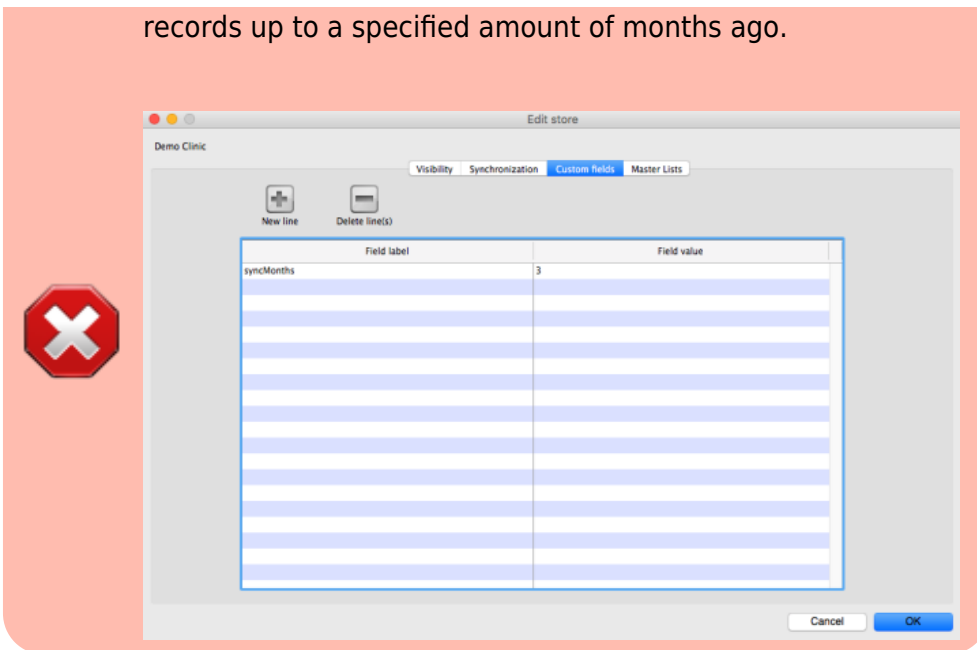 records up to a specified amount of months ago.
Edit store
Demo Clinic
Visibility Synchronization Custom fields Master Lists
New line Delete line(s)
Field label Field value
syncMonths 3
Cancel OK